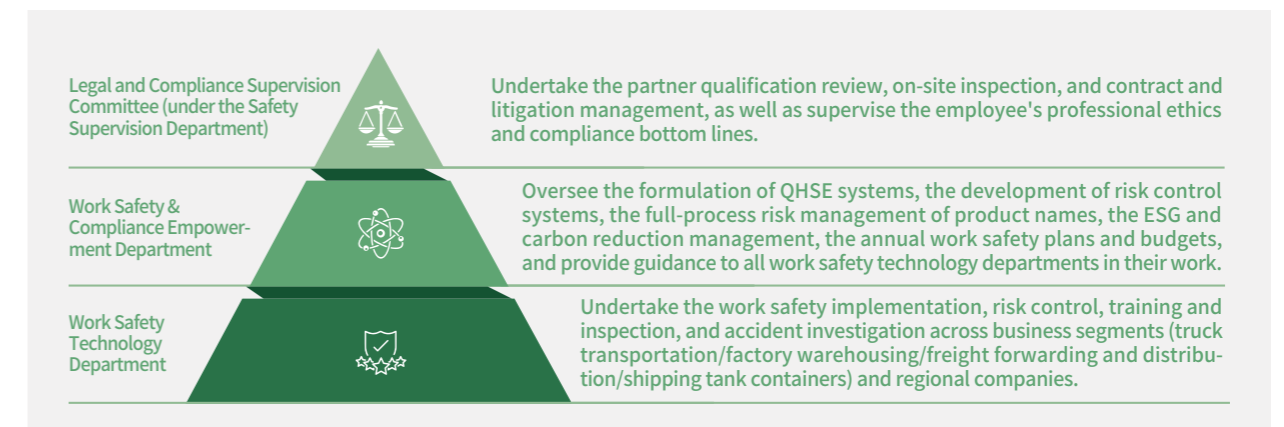 Legal and Compliance Supervision
Committee (under the Safety
Supervision Department)
Undertake the partner qualification review, on-site inspection, and contract and
litigation management, as well as supervise the employee's professional ethics
and compliance bottom lines.
Work Safety &
Compliance Empower-
ment Department
Oversee the formulation of QHSE systems, the development of risk control
systems, the full-process risk management of product names, the ESG and
carbon reduction management, the annual work safety plans and budgets,
and provide guidance to all work safety technology departments in their work.
Work Safety
Technology
Department
Undertake the work safety implementation, risk control, training and
inspection, and accident investigation across business segments (truck
transportation/factory warehousing/freight forwarding and distribu-
tion/shipping tank containers) and regional companies.